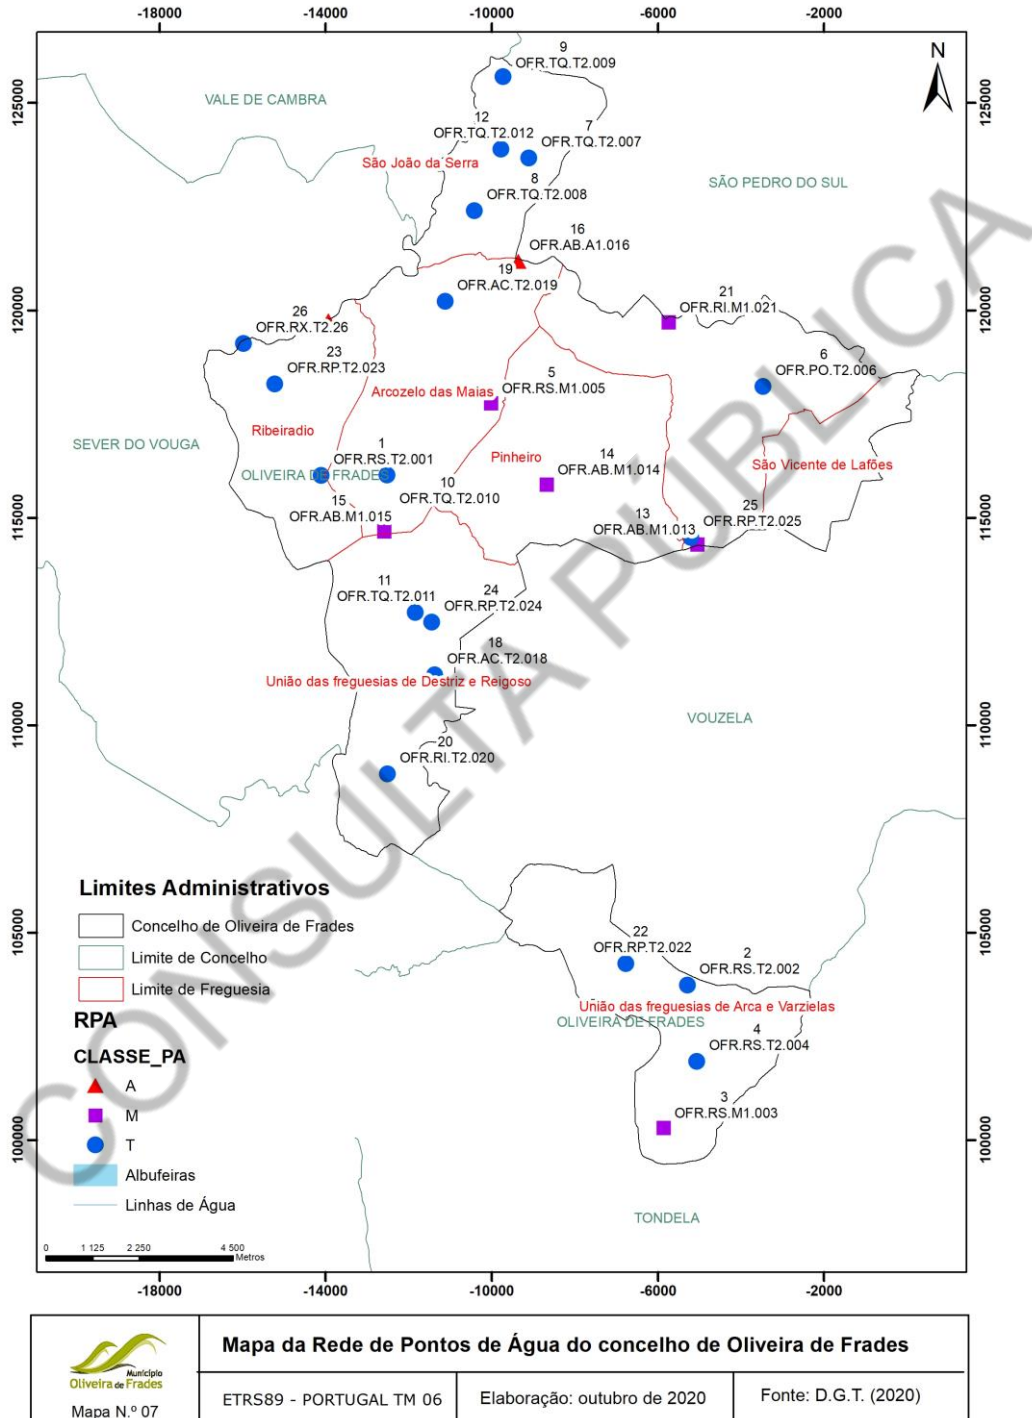 -18000 -14000 -10000 -6000 -2000
N
9
OFR.TQ.T2.009
125000
125000
VALE DE CAMBRA
12
OFR.TQ.T2.012
7
OFR.TQ.T2.007
São João da Serra
8
OFR.TQ.T2.008
SÃO PEDRO DO SUL
16
OFR.AB.A1.016
19
OFR.AC.T2.019
21
OFR.RI.M1.021
120000
120000
26
OFR.RX.T2.26
23
OFR.RP.T2.023
6
OFR.PO.T2.006
5
OFR.RS.M1.005
Arcozelo das Maias
Ribeiradio
SEVER DO VOUGA
1
OFR.RS.T2.001
Pinheiro
14
OFR.AB.M1.014
São Vicente de Lafões
OLIVEIRA DE FRADES
10
OFR.TQ.T2.010
15
OFR.AB.M1.015
13
OFR.AB.M1.013
25
OFR.RP.T2.025
115000
115000
11
OFR.TQ.T2.011
24
OFR.RP.T2.024
18
OFR.AC.T2.018
União das freguesias de Destriz e Reigoso
VOUZELA
110000
110000
20
OFR.RI.T2.020
CONSULTA PÚBLICA
Limites Administrativos
Concelho de Oliveira de Frades
Limite de Concelho
Limite de Freguesia
RPA
CLASSE_PA
A
M
T
Albufeiras
Linhas de Água
0 1 125 2 250 4 500
Metros
105000
105000
22
OFR.RP.T2.022
2
OFR.RS.T2.002
União das freguesias de Arca e Varzielas
OLIVEIRA DE FRADES
4
OFR.RS.T2.004
3
OFR.RS.M1.003
100000
100000
TONDELA
-18000 -14000 -10000 -6000 -2000
Município
Oliveira de Frades
Mapa N.º 07
Mapa da Rede de Pontos de Água do concelho de Oliveira de Frades
ETRS89 - PORTUGAL TM 06
Elaboração: outubro de 2020
Fonte: D.G.T. (2020)